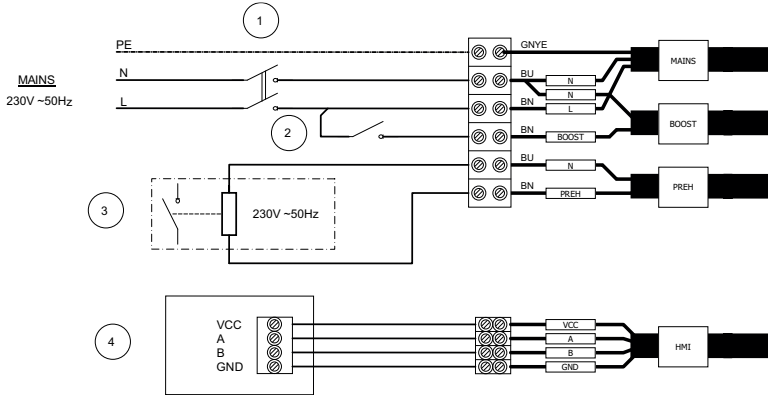 1
PE
GNYE
MAINS
MAINS
N
BU
N
230V ~50Hz
N
L
BN
L
2
BN
BOOST
BOOST
BU
N
3
230V ~50Hz
BN
PREH
PREH
4
VCC
VCC
A
A
B
B
GND
GND
HMI